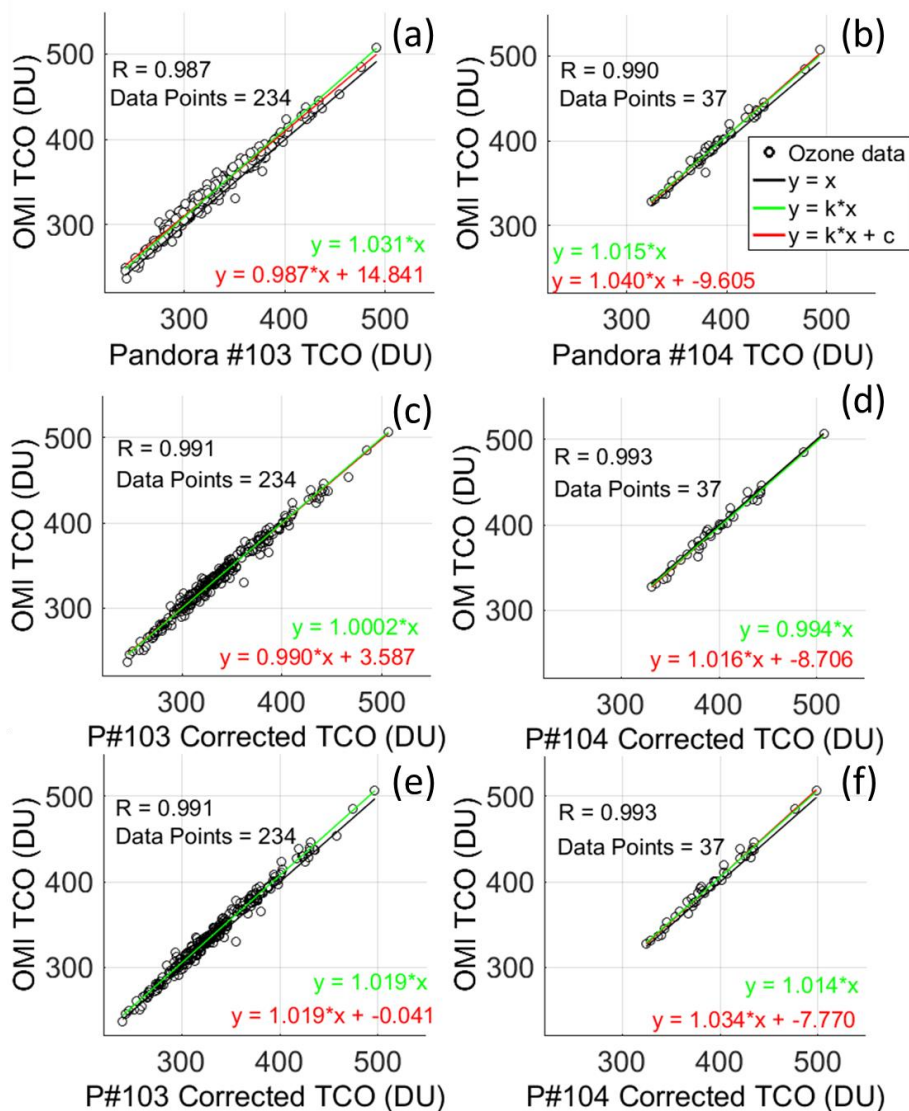 (a)
R = 0.987
Data Points = 234
500
400
300
OMI TCO (DU)
y = 1.031*x
y = 0.987*x + 14.841
300 400 500
Pandora #103 TCO (DU)
(b)
R = 0.990
Data Points = 37
Ozone data
y = x
y = k*x
y = k*x + c
500
400
300
OMI TCO (DU)
y = 1.015*x
y = 1.040*x + -9.605
300 400 500
Pandora #104 TCO (DU)
(c)
R = 0.991
Data Points = 234
500
400
300
OMI TCO (DU)
y = 1.0002*x
y = 0.990*x + 3.587
300 400 500
P#103 Corrected TCO (DU)
(d)
R = 0.993
Data Points = 37
500
400
300
OMI TCO (DU)
y = 0.994*x
y = 1.016*x + -8.706
300 400 500
P#104 Corrected TCO (DU)
(e)
R = 0.991
Data Points = 234
500
400
300
OMI TCO (DU)
y = 1.019*x
y = 1.019*x + -0.041
300 400 500
P#103 Corrected TCO (DU)
(f)
R = 0.993
Data Points = 37
500
400
300
OMI TCO (DU)
y = 1.014*x
y = 1.034*x + -7.770
300 400 500
P#104 Corrected TCO (DU)